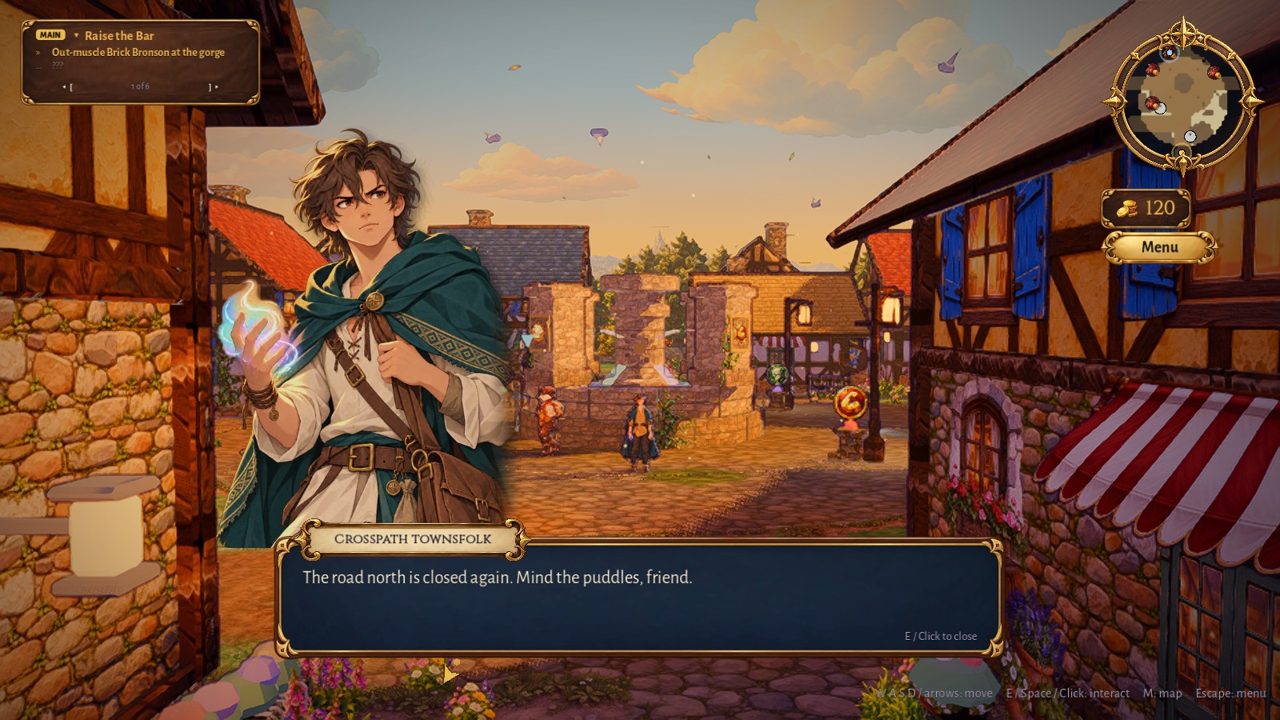 MAIN ▾ Raise the Bar
» Out-muscle Brick Bronson at the gorge
... ???
◂ [ 1 of 6 ] ▸
120
Menu
CROSSPATH TOWNSFOLK
The road north is closed again. Mind the puddles, friend.
E / Click to close
W A S D / arrows: move E / Space / Click: interact M: map Escape: menu